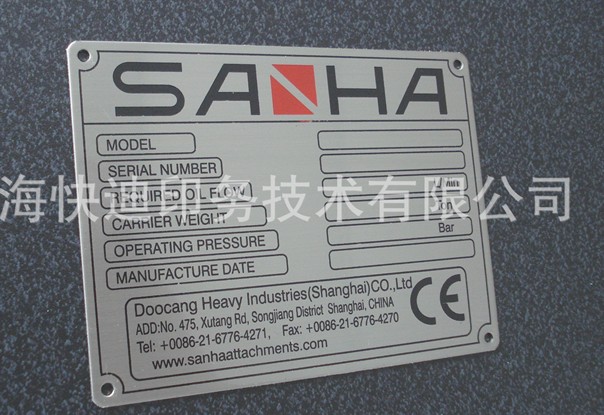 SANHA
MODEL
SERIAL NUMBER
REQUIRED OIL FLOW
CARRIER WEIGHT
OPERATING PRESSURE Bar
MANUFACTURE DATE
Doocang Heavy Industries(Shanghai)CO.,Ltd
ADD:No. 475, Xutang Rd, Songjiang District Shanghai, CHINA
Tel: +0086-21-6776-4271, Fax: +0086-21-6776-4270
www.sanhaattachments.com
CE
海快迪印务技术有限公司